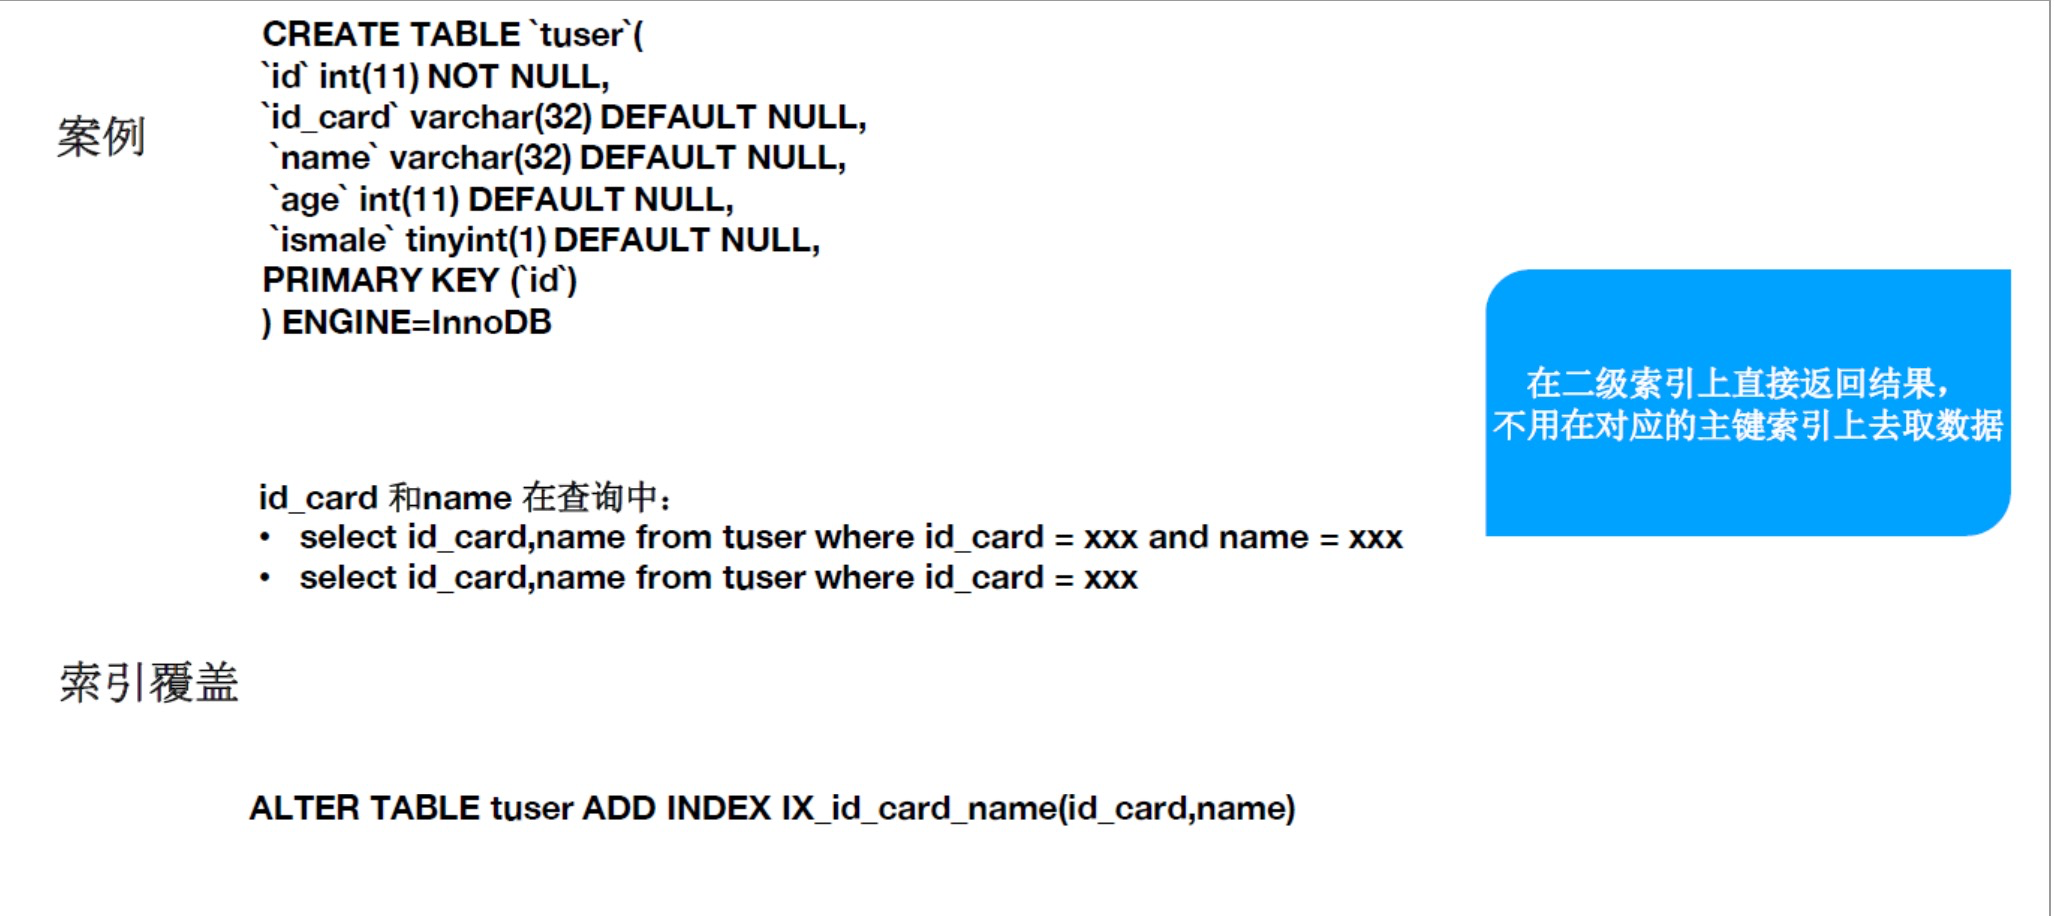 案例
CREATE TABLE `tuser`(
`id` int(11) NOT NULL,
`id_card` varchar(32) DEFAULT NULL,
`name` varchar(32) DEFAULT NULL,
`age` int(11) DEFAULT NULL,
`ismale` tinyint(1) DEFAULT NULL,
PRIMARY KEY (`id`)
) ENGINE=InnoDB
在二级索引上直接返回结果，
不用在对应的主键索引上去取数据
id_card 和name 在查询中：
• select id_card,name from tuser where id_card = xxx and name = xxx
• select id_card,name from tuser where id_card = xxx
索引覆盖
ALTER TABLE tuser ADD INDEX IX_id_card_name(id_card,name)